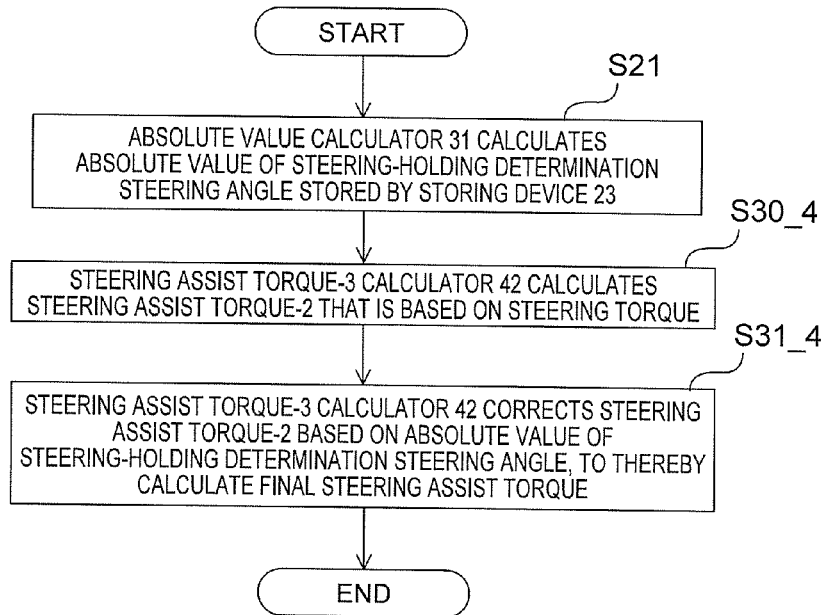 START
S21
ABSOLUTE VALUE CALCULATOR 31 CALCULATES
ABSOLUTE VALUE OF STEERING-HOLDING DETERMINATION
STEERING ANGLE STORED BY STORING DEVICE 23
S30_4
STEERING ASSIST TORQUE-3 CALCULATOR 42 CALCULATES
STEERING ASSIST TORQUE-2 THAT IS BASED ON STEERING TORQUE
S31_4
STEERING ASSIST TORQUE-3 CALCULATOR 42 CORRECTS STEERING
ASSIST TORQUE-2 BASED ON ABSOLUTE VALUE OF
STEERING-HOLDING DETERMINATION STEERING ANGLE, TO THEREBY
CALCULATE FINAL STEERING ASSIST TORQUE
END